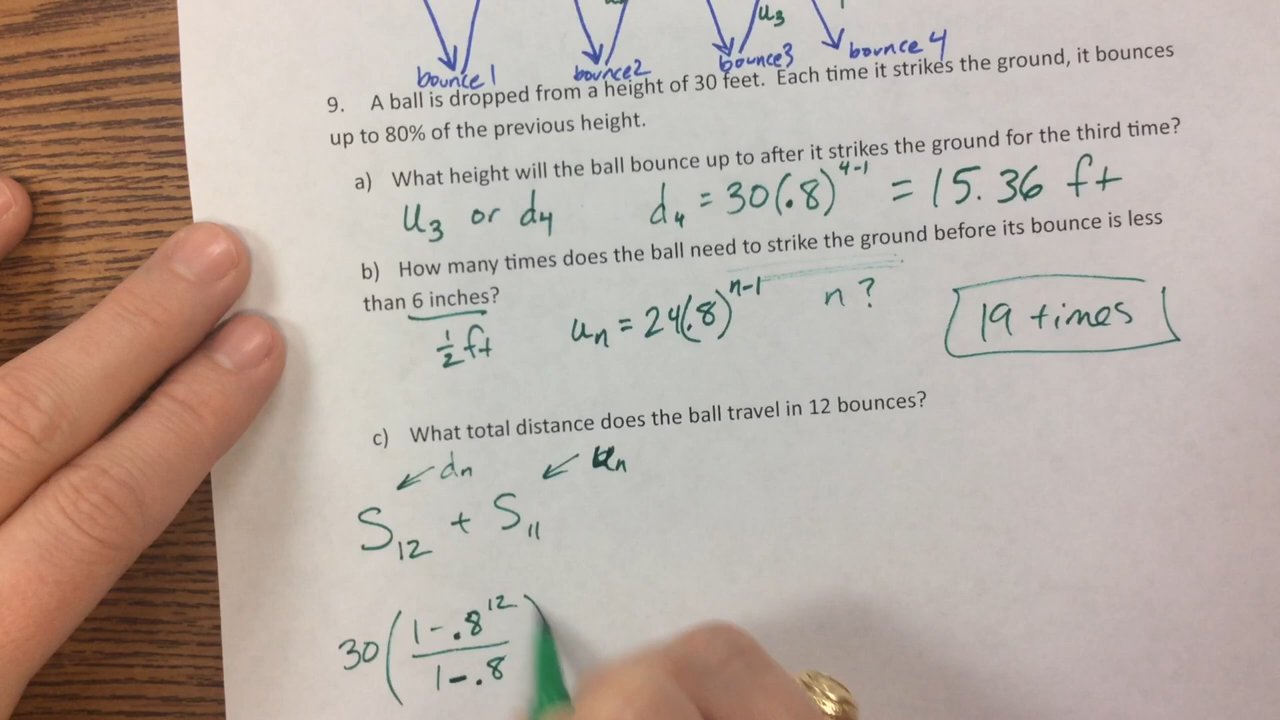 u3
bounce 1 bounce2 bounce3 bounce 4
9. A ball is dropped from a height of 30 feet. Each time it strikes the ground, it bounces
up to 80% of the previous height.
a) What height will the ball bounce up to after it strikes the ground for the third time?
u3 or d4 d4 = 30(.8)^4-1 = 15.36 ft
b) How many times does the ball need to strike the ground before its bounce is less
than 6 inches?
1/2 ft un = 24(.8)^n-1 n? 19 times
c) What total distance does the ball travel in 12 bounces?
dn un
S12 + S11
30(1-.8^12)
1-.8